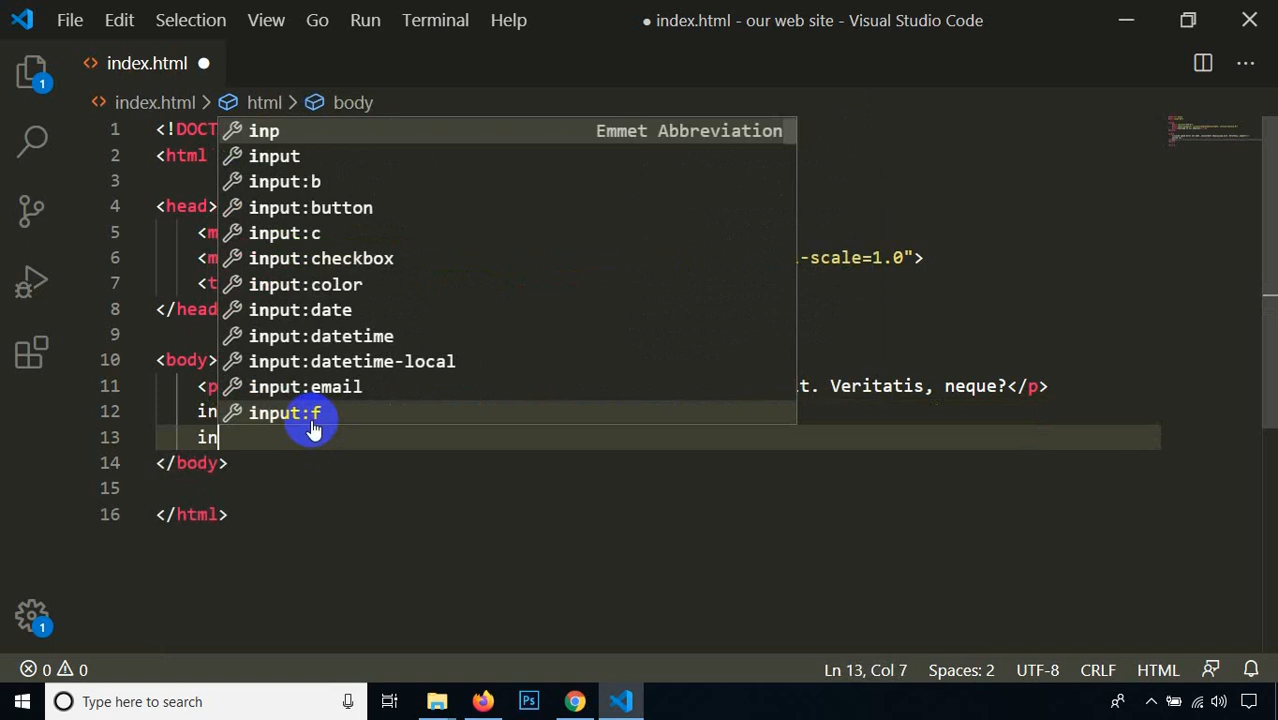 File Edit Selection View Go Run Terminal Help ● index.html - our web site - Visual Studio Code
1 <> index.html ●
<> index.html > html > body
1 <!DOCT
2 <html
3
4 <head>
5 <m
6 <m -scale=1.0">
7 <t
8 </head
9
10 <body>
11 <p t. Veritatis, neque?</p>
12 in
13 in
14 </body>
15
16 </html>
inp Emmet Abbreviation
input
input:b
input:button
input:c
input:checkbox
input:color
input:date
input:datetime
input:datetime-local
input:email
input:f
1
0 0 Ln 13, Col 7 Spaces: 2 UTF-8 CRLF HTML
Type here to search Ps